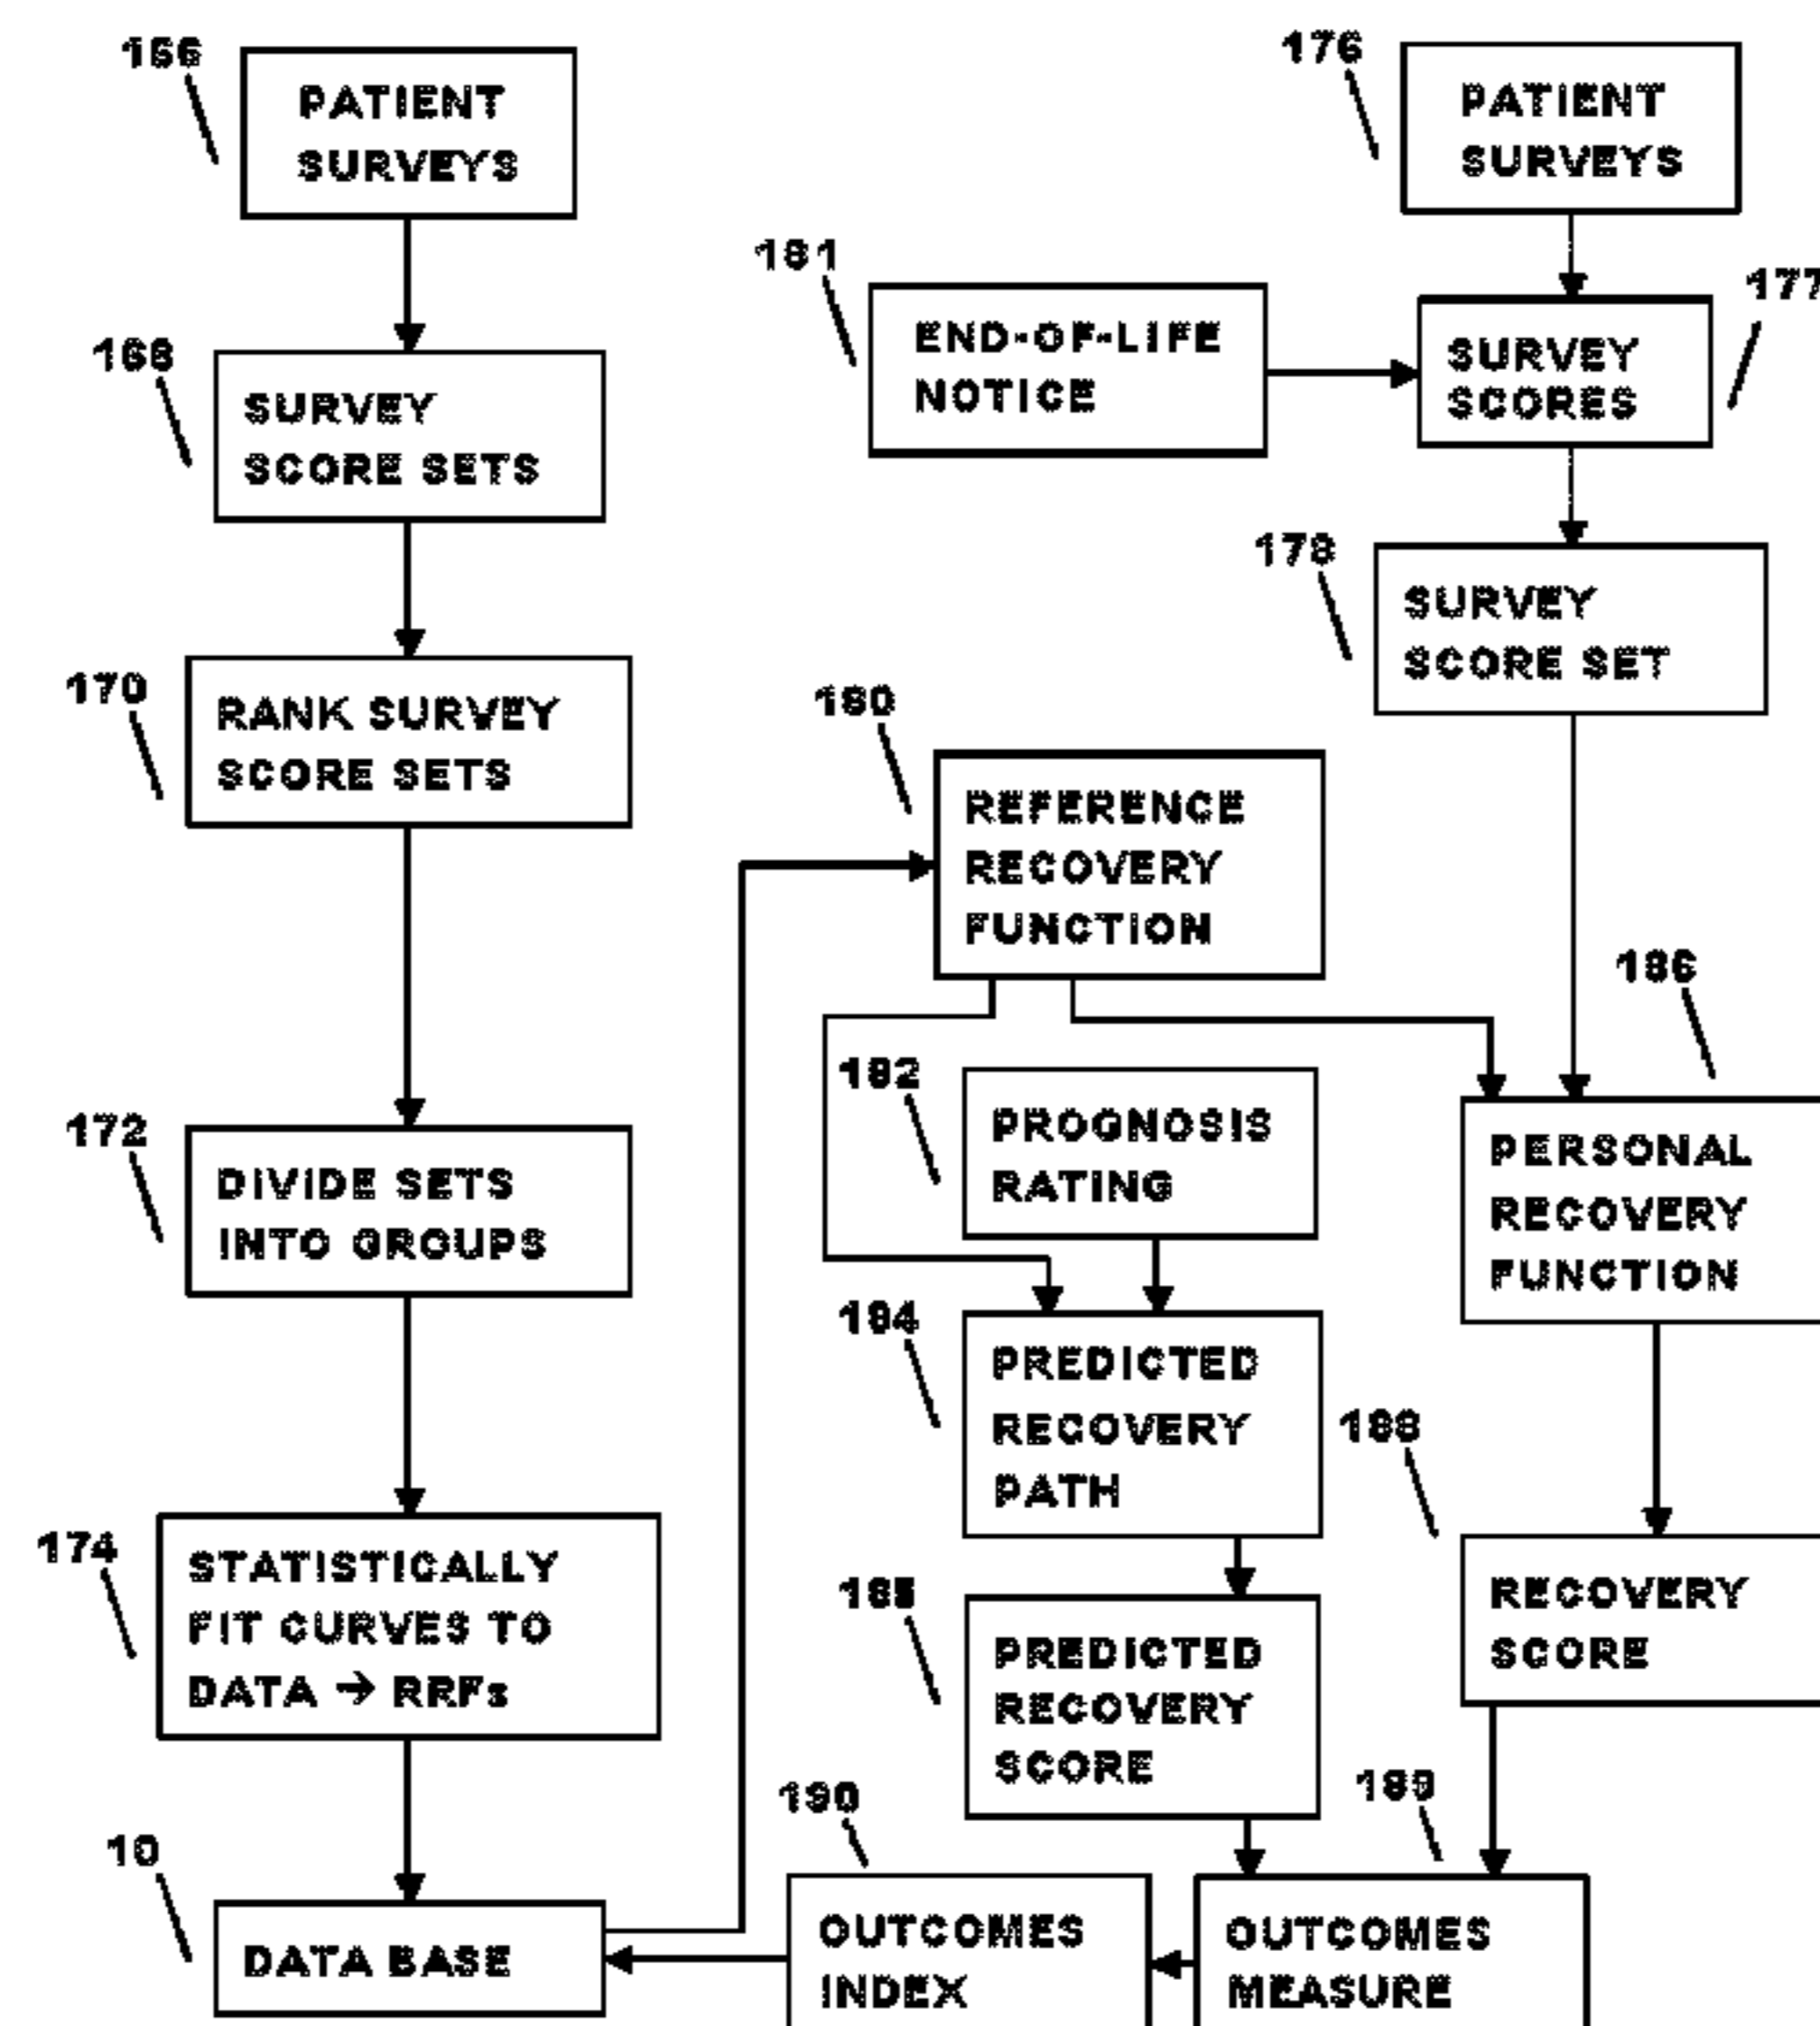 166
PATIENT
SURVEYS
168
SURVEY
SCORE SETS
170
RANK SURVEY
SCORE SETS
172
DIVIDE SETS
INTO GROUPS
174
STATISTICALLY
FIT CURVES TO
DATA → RRFs
10
DATA BASE
176
PATIENT
SURVEYS
181
END-OF-LIFE
NOTICE
177
SURVEY
SCORES
178
SURVEY
SCORE SET
180
REFERENCE
RECOVERY
FUNCTION
182
PROGNOSIS
RATING
184
PREDICTED
RECOVERY
PATH
185
PREDICTED
RECOVERY
SCORE
186
PERSONAL
RECOVERY
FUNCTION
188
RECOVERY
SCORE
189
OUTCOMES
MEASURE
190
OUTCOMES
INDEX